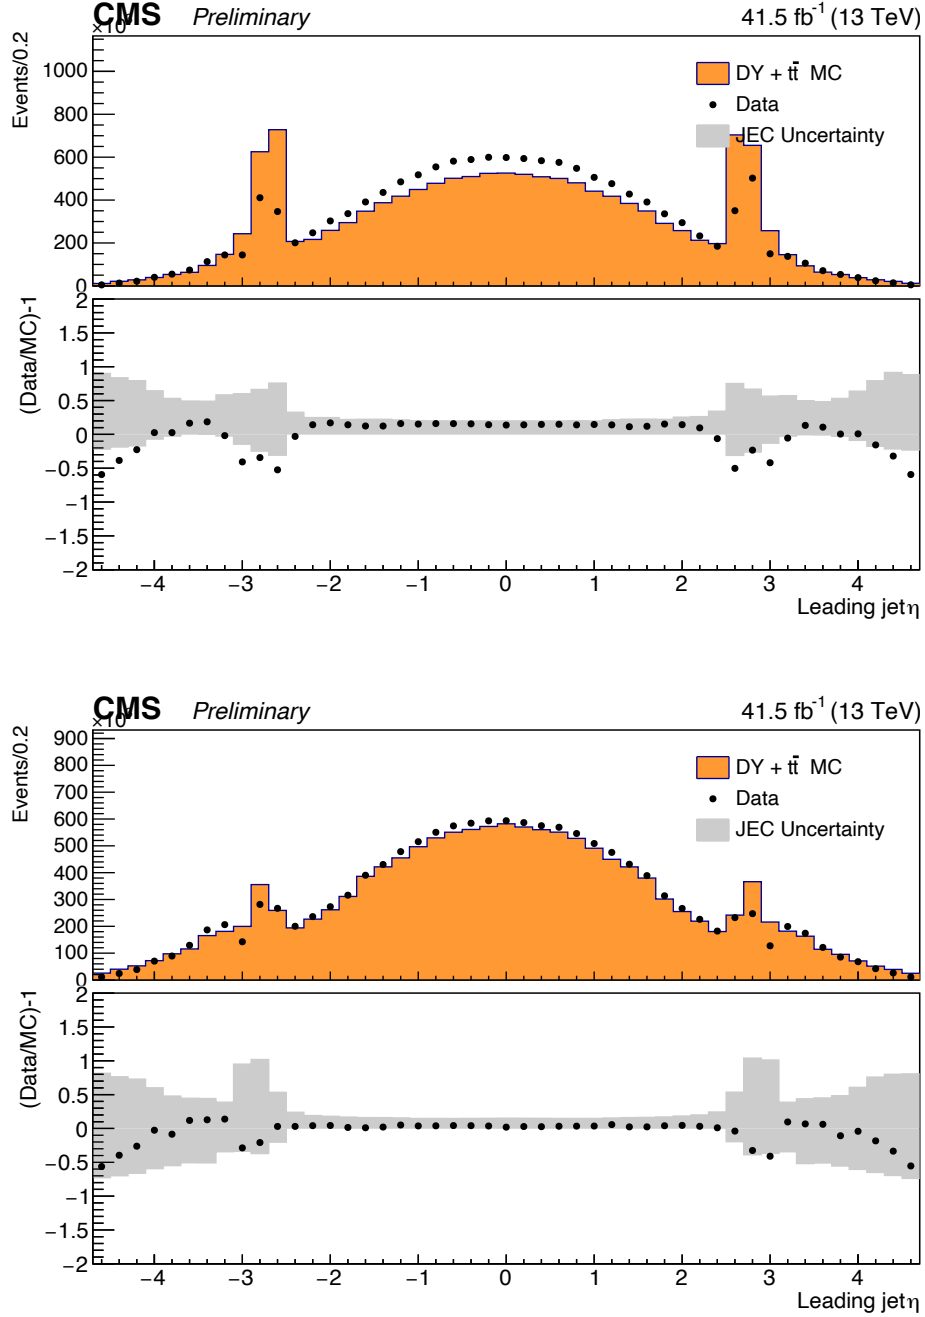 CMS Preliminary 41.5 fb-1 (13 TeV)
Events/0.2
1000
800
600
400
200
0
DY + tt̄ MC
Data
JEC Uncertainty
(Data/MC)-1
2
1.5
1
0.5
0
−0.5
−1
−1.5
−2
−4 −3 −2 −1 0 1 2 3 4
Leading jet η
CMS Preliminary 41.5 fb-1 (13 TeV)
Events/0.2
900
800
700
600
500
400
300
200
100
0
DY + tt̄ MC
Data
JEC Uncertainty
(Data/MC)-1
2
1.5
1
0.5
0
−0.5
−1
−1.5
−2
−4 −3 −2 −1 0 1 2 3 4
Leading jet η